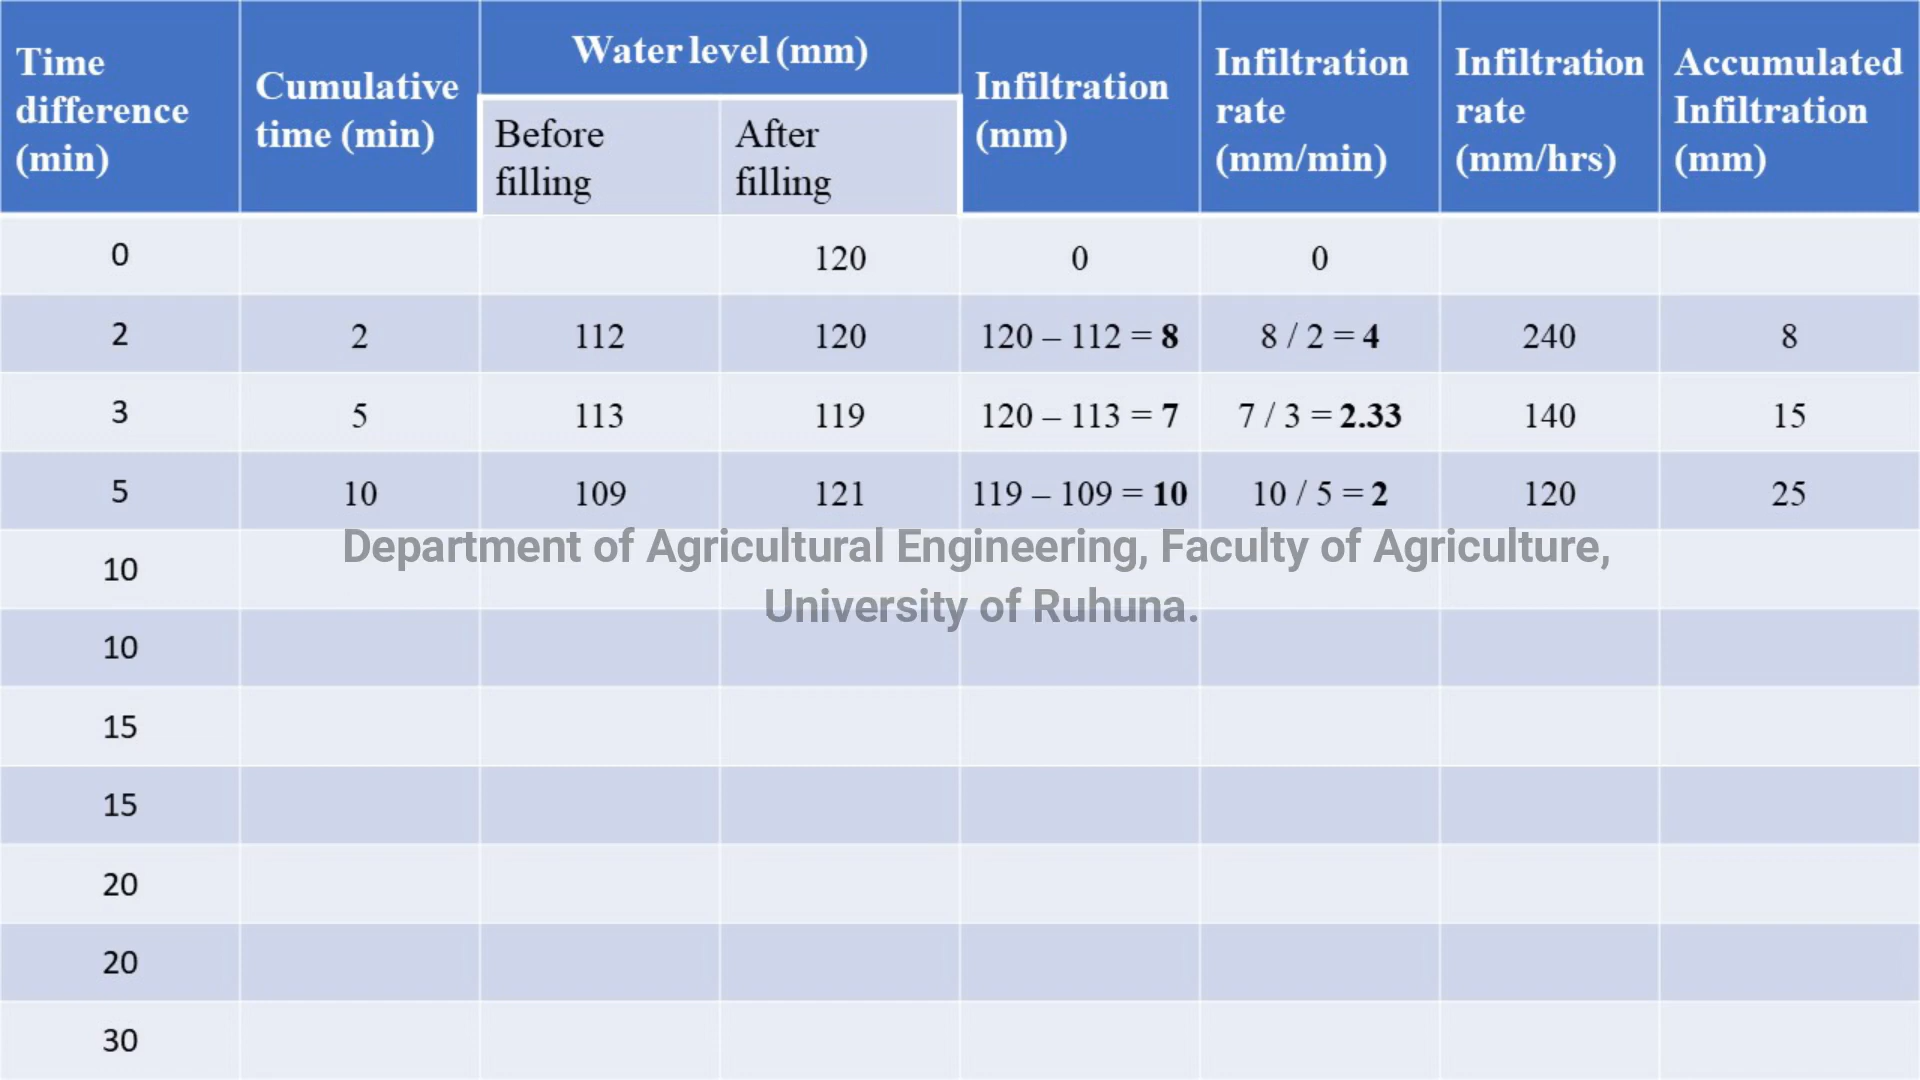 Time difference (min) Cumulative time (min) Water level (mm) Infiltration (mm) Infiltration rate (mm/min) Infiltration rate (mm/hrs) Accumulated Infiltration (mm)
Before filling After filling
0 120 0 0
2 2 112 120 120 – 112 = 8 8 / 2 = 4 240 8
3 5 113 119 120 – 113 = 7 7 / 3 = 2.33 140 15
5 10 109 121 119 – 109 = 10 10 / 5 = 2 120 25
Department of Agricultural Engineering, Faculty of Agriculture,
University of Ruhuna.
10
10
15
15
20
20
30